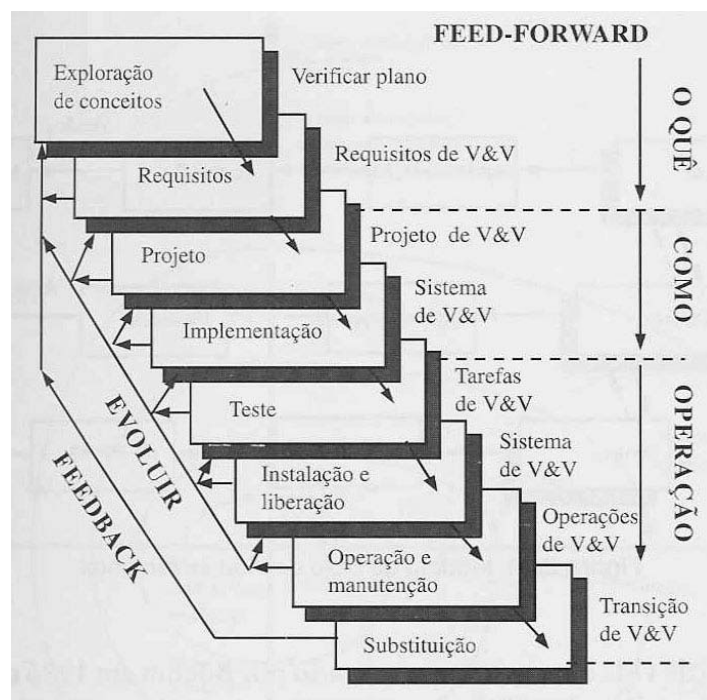 FEED-FORWARD
Exploração
de conceitos
Verificar plano
Requisitos
Requisitos de V&V
Projeto
Projeto de V&V
Implementação
Sistema
de V&V
Teste
Tarefas
de V&V
Instalação e
liberação
Sistema
de V&V
Operação e
manutenção
Operações
de V&V
Substituição
Transição
de V&V
O QUÊ
COMO
OPERAÇÃO
EVOLUIR
FEEDBACK